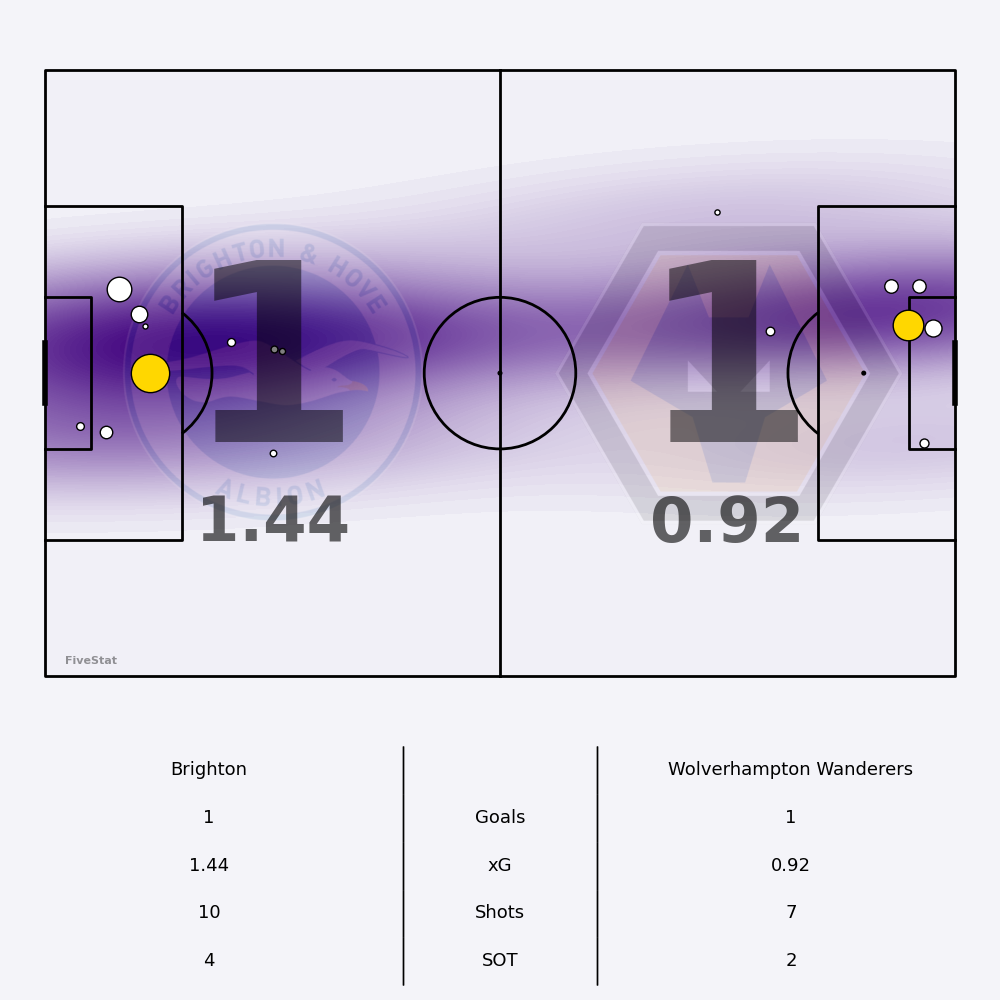 BRIGHTON & HOVE
1 1
ALBION
1.44 0.92
FiveStat
Brighton Wolverhampton Wanderers
1 Goals 1
1.44 xG 0.92
10 Shots 7
4 SOT 2